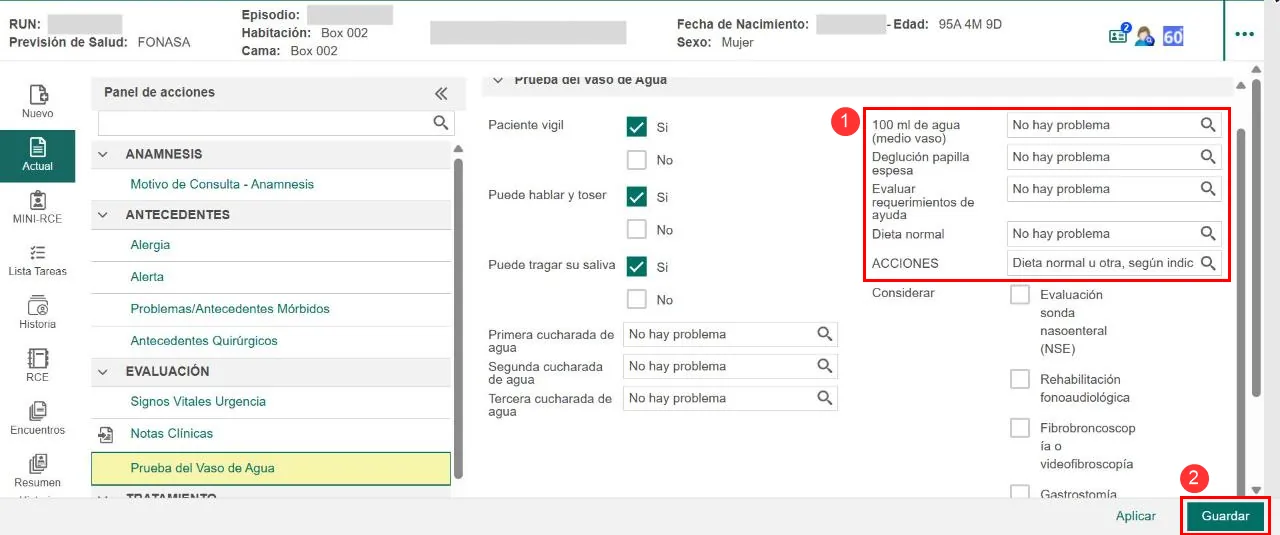 RUN:
Previsión de Salud: FONASA
Episodio:
Habitación: Box 002
Cama: Box 002
Fecha de Nacimiento: - Edad: 95A 4M 9D
Sexo: Mujer
2
60
Nuevo
Actual
MINI-RCE
Lista Tareas
Historia
RCE
Encuentros
Resumen
Panel de acciones
ANAMNESIS
Motivo de Consulta - Anamnesis
ANTECEDENTES
Alergia
Alerta
Problemas/Antecedentes Mórbidos
Antecedentes Quirúrgicos
EVALUACIÓN
Signos Vitales Urgencia
Notas Clínicas
Prueba del Vaso de Agua
TRATAMIENTO
Prueba del Vaso de Agua
Paciente vigil
Si
No
Puede hablar y toser
Si
No
Puede tragar su saliva
Si
No
Primera cucharada de
agua
No hay problema
Segunda cucharada
de agua
No hay problema
Tercera cucharada de
agua
No hay problema
1
100 ml de agua
(medio vaso)
No hay problema
Deglución papilla
espesa
No hay problema
Evaluar
requerimientos de
ayuda
No hay problema
Dieta normal
No hay problema
ACCIONES
Dieta normal u otra, según indic
Considerar
Evaluación
sonda
nasoenteral
(NSE)
Rehabilitación
fonoaudiológica
Fibrobroncoscop
ía o
videofibroscopía
Gastrostomía
2
Aplicar
Guardar